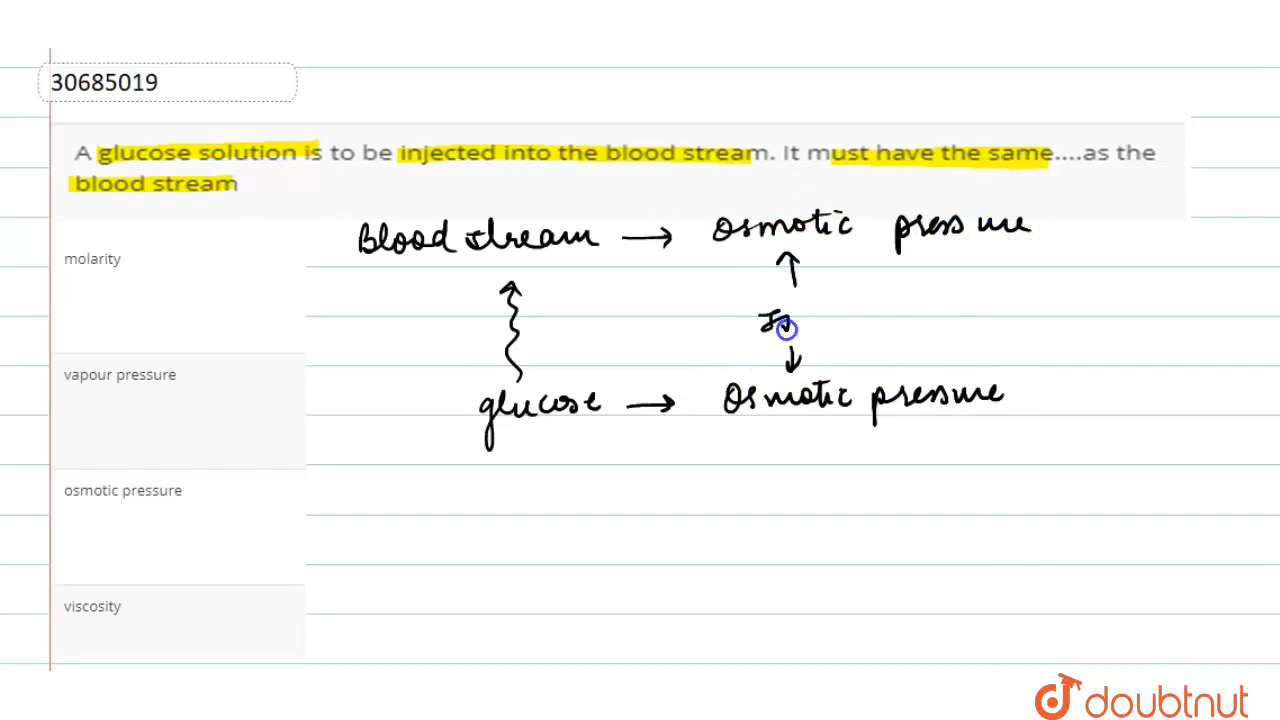 30685019
A glucose solution is to be injected into the blood stream. It must have the same....as the
blood stream
Blood stream → osmotic pressure
molarity
vapour pressure
glucose → Osmotic pressure
osmotic pressure
viscosity
doubtnut